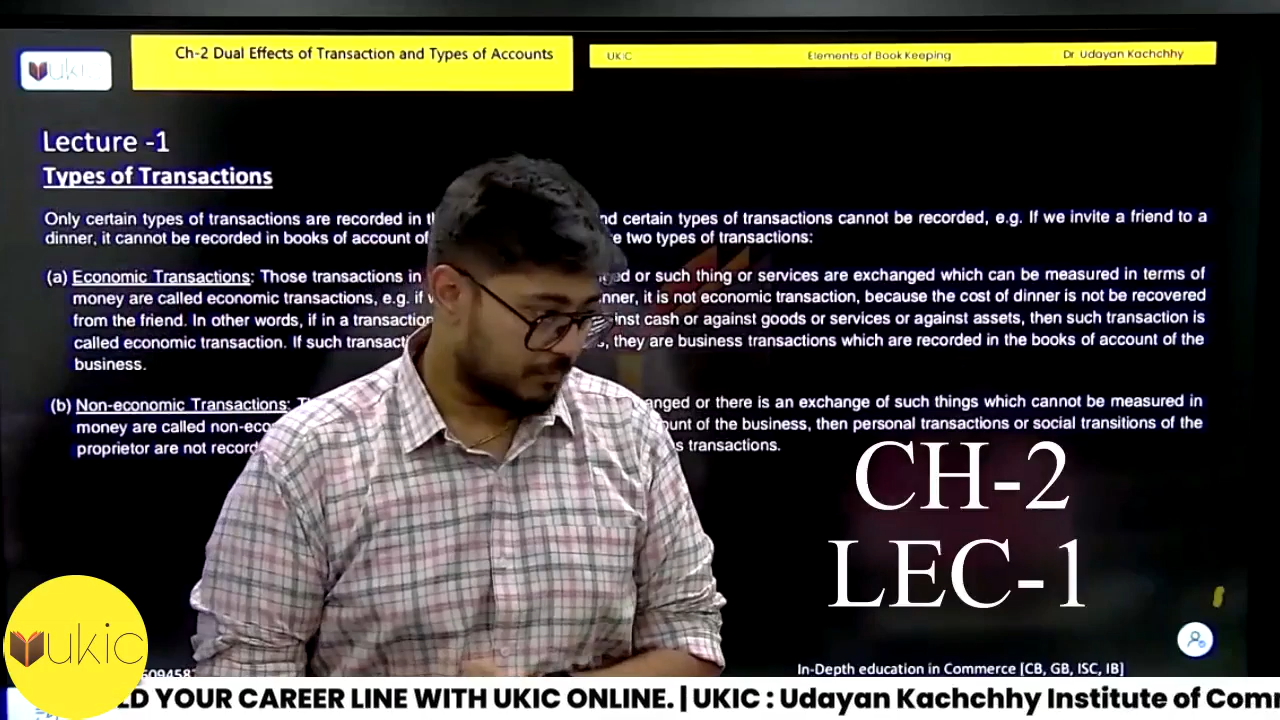 ukic
Ch-2 Dual Effects of Transaction and Types of Accounts
UKIC Elements of Book Keeping Dr. Udayan Kachchhy
Lecture -1
Types of Transactions
Only certain types of transactions are recorded in nd certain types of transactions cannot be recorded, e.g. If we invite a friend to a
dinner, it cannot be recorded in books of account of two types of transactions:
(a) Economic Transactions: Those transactions in ged or such thing or services are exchanged which can be measured in terms of
money are called economic transactions, e.g. if nner, it is not economic transaction, because the cost of dinner is not be recovered
from the friend. In other words, if in a transaction inst cash or against goods or services or against assets, then such transaction is
called economic transaction. If such transact they are business transactions which are recorded in the books of account of the
business.
(b) Non-economic Transactions: anged or there is an exchange of such things which cannot be measured in
money are called non-eco unt of the business, then personal transactions or social transitions of the
proprietor are not record s transactions.
CH-2
LEC-1
ukic
In-Depth education in Commerce [CB, GB, ISC, IB]
LD YOUR CAREER LINE WITH UKIC ONLINE. | UKIC : Udayan Kachchhy Institute of Comm